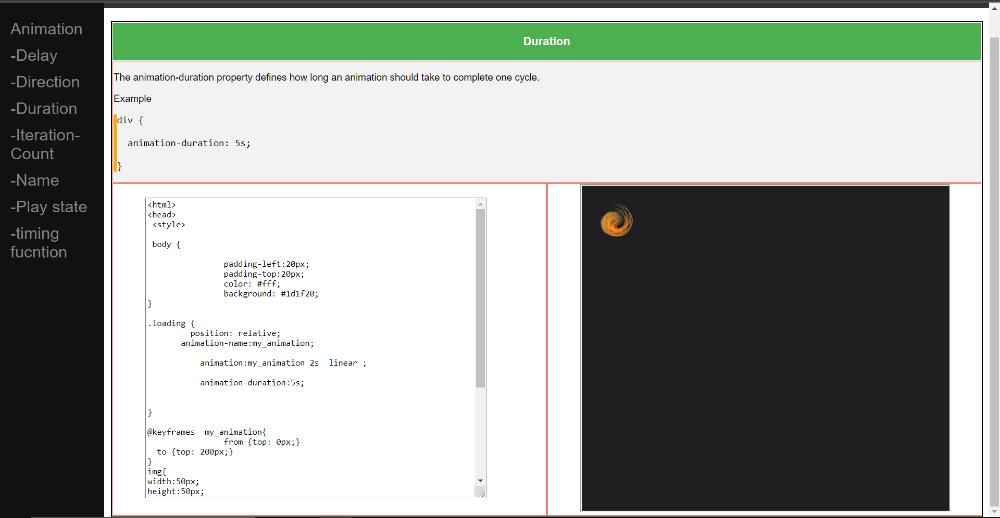 Animation
-Delay
-Direction
-Duration
-Iteration-
Count
-Name
-Play state
-timing
fucntion
Duration
The animation-duration property defines how long an animation should take to complete one cycle.
Example
div {
animation-duration: 5s;
}
<html>
<head>
<style>
body {
padding-left:20px;
padding-top:20px;
color: #fff;
background: #1d1f20;
}
.loading {
position: relative;
animation-name:my_animation;
animation:my_animation 2s  linear ;
animation-duration:5s;
}
@keyframes  my_animation{
from {top: 0px;}
to {top: 200px;}
}
img{
width:50px;
height:50px;